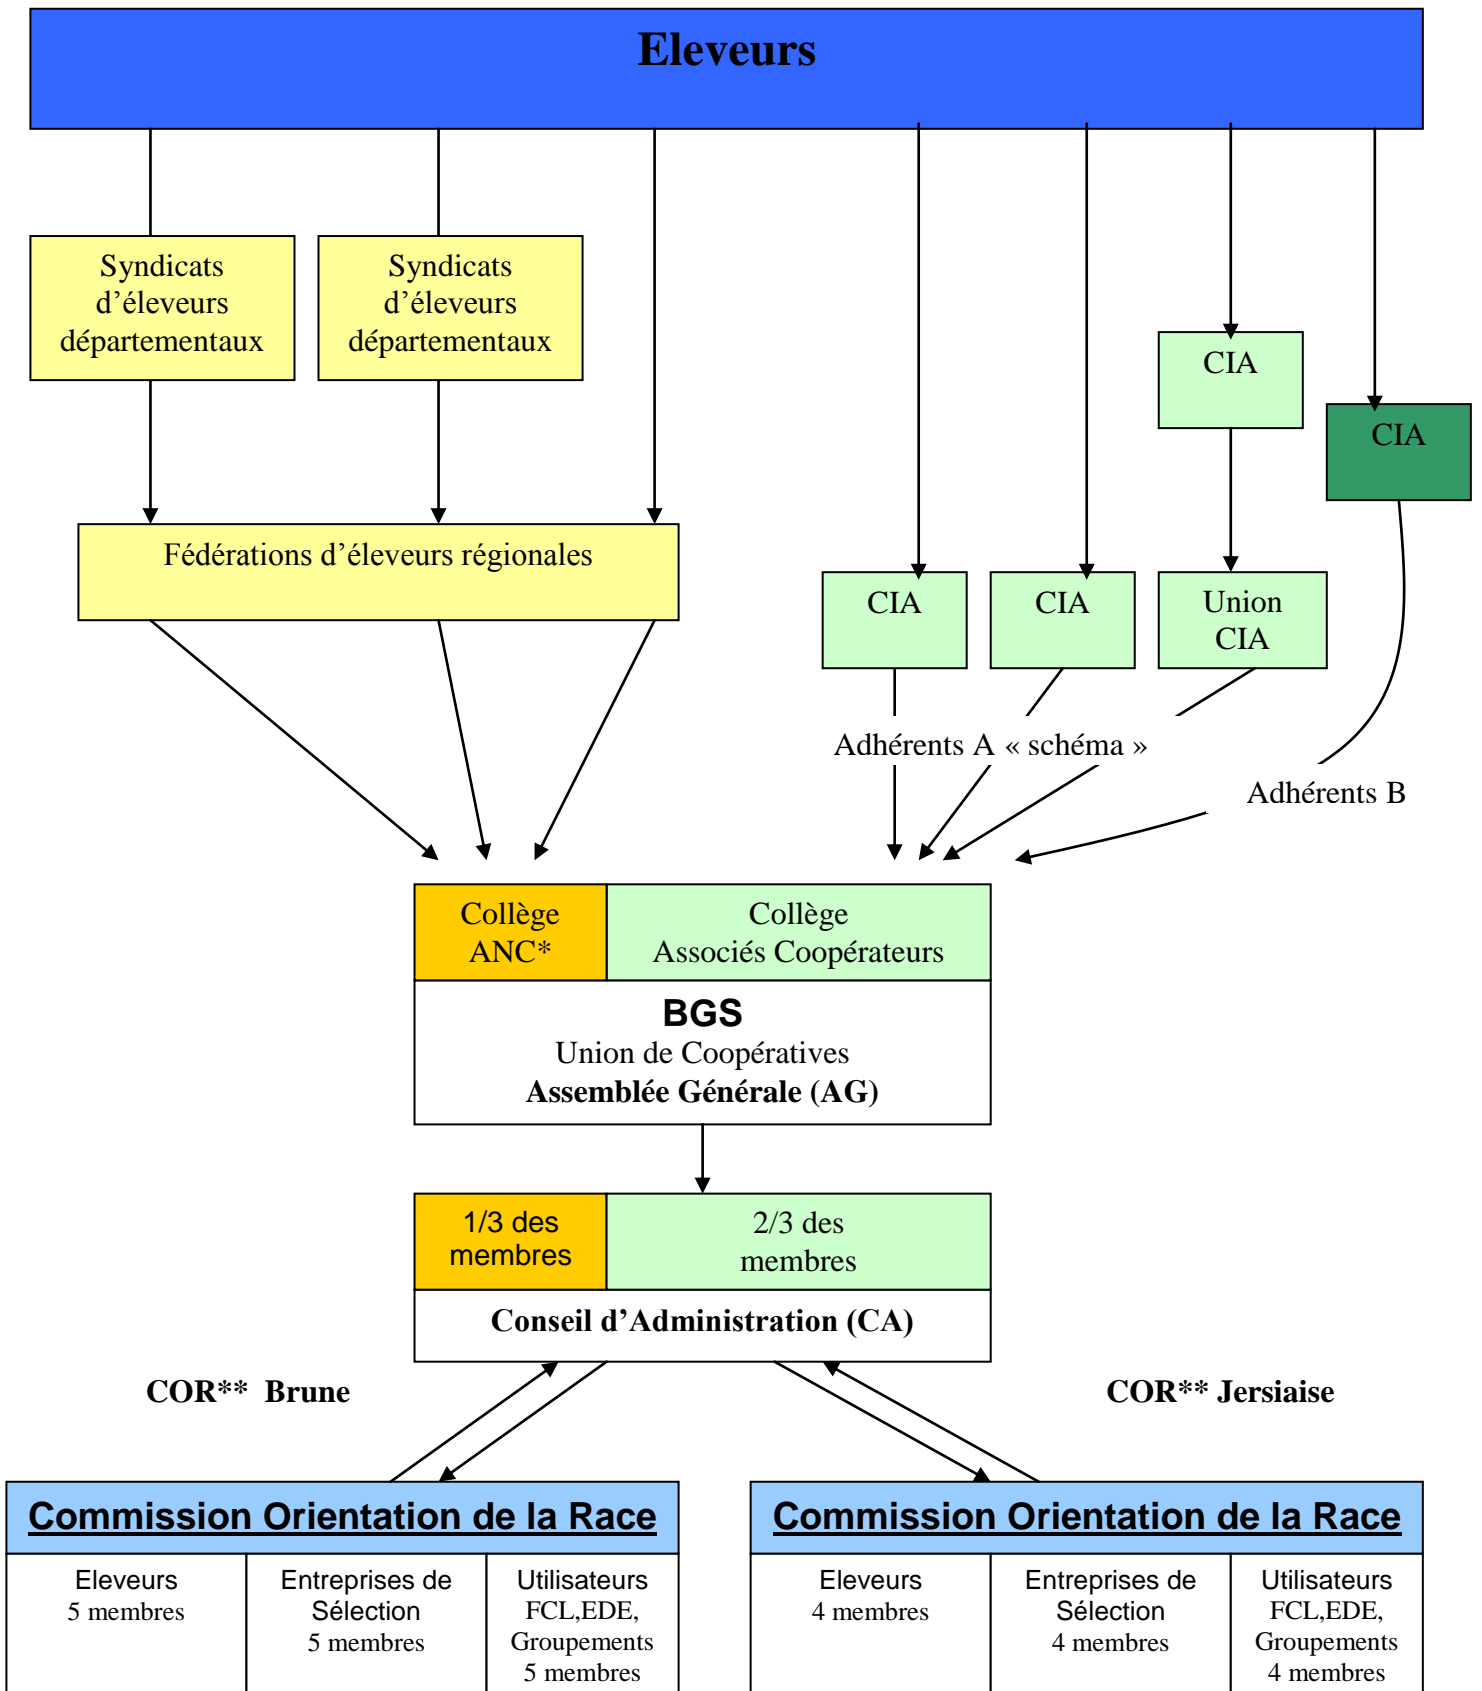 Eleveurs
Syndicats
d’éleveurs
départementaux
Syndicats
d’éleveurs
départementaux
CIA
CIA
Fédérations d’éleveurs régionales
CIA
CIA
Union
CIA
Adhérents A « schéma »
Adhérents B
Collège
ANC*
Collège
Associés Coopérateurs
BGS
Union de Coopératives
Assemblée Générale (AG)
1/3 des
membres
2/3 des
membres
Conseil d’Administration (CA)
COR** Brune
COR** Jersiaise
Commission Orientation de la Race
Eleveurs
5 membres
Entreprises de
Sélection
5 membres
Utilisateurs
FCL,EDE,
Groupements
5 membres
Commission Orientation de la Race
Eleveurs
4 membres
Entreprises de
Sélection
4 membres
Utilisateurs
FCL,EDE,
Groupements
4 membres